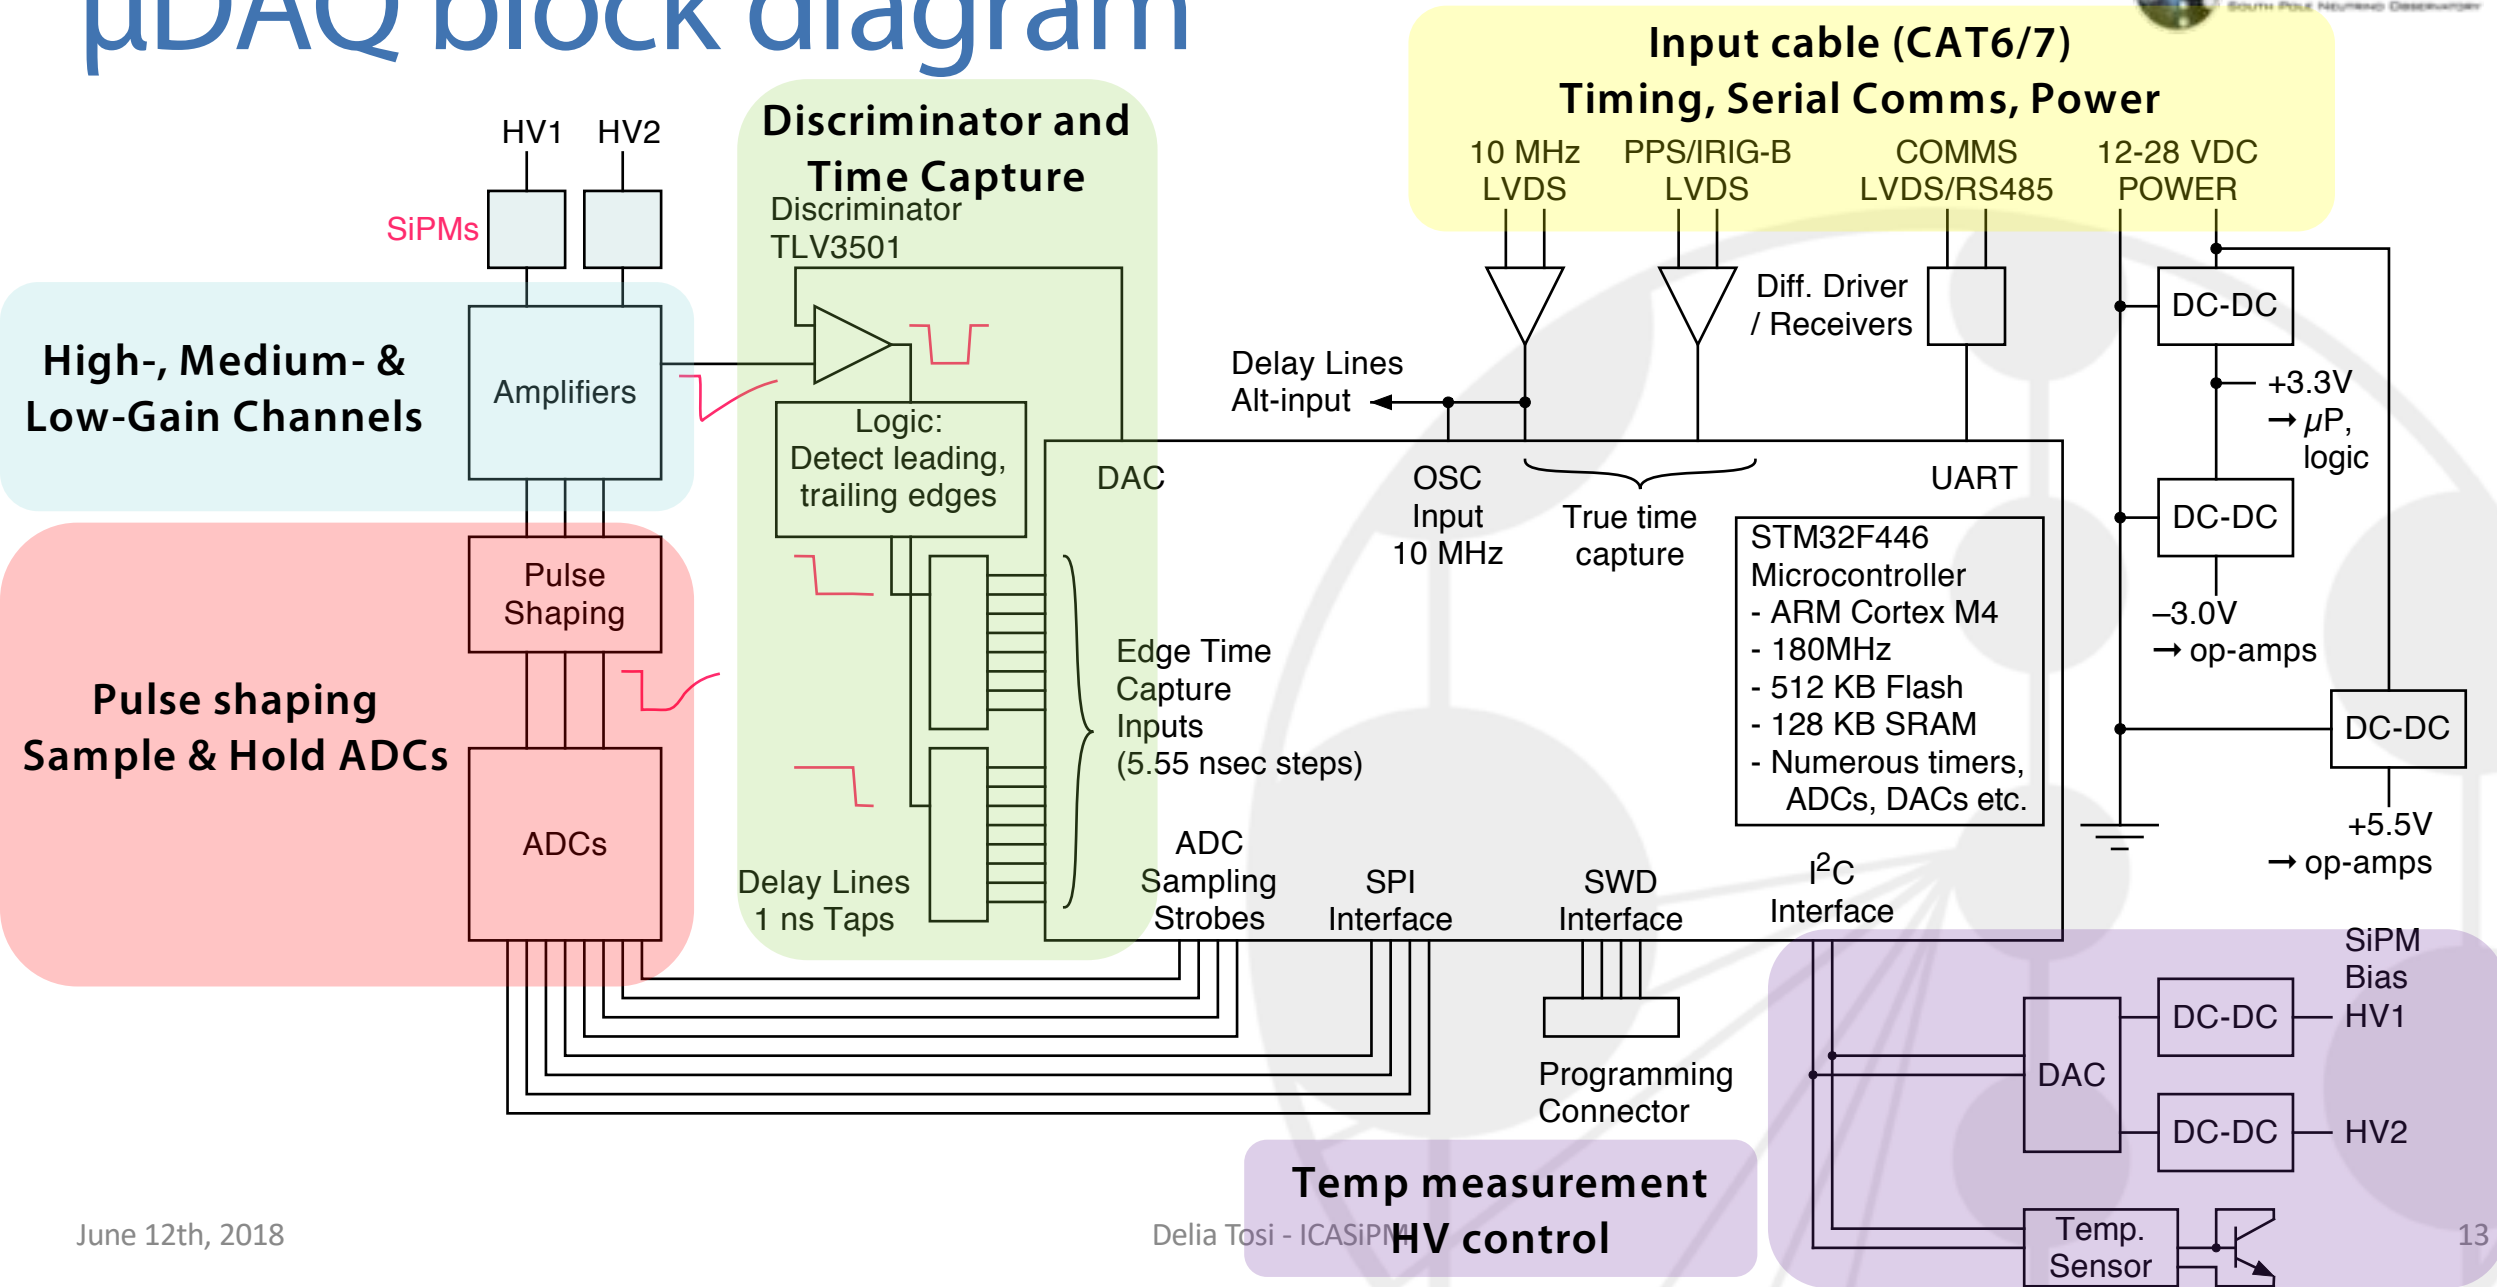 µDAQ block diagram
SOUTH POLE NEUTRINO OBSERVATORY
Input cable (CAT6/7)
Timing, Serial Comms, Power
10 MHz
LVDS
PPS/IRIG-B
LVDS
COMMS
LVDS/RS485
12-28 VDC
POWER
HV1
HV2
SiPMs
Discriminator and
Time Capture
Discriminator
TLV3501
High-, Medium- &
Low-Gain Channels
Amplifiers
Logic:
Detect leading,
trailing edges
Delay Lines
Alt-input
Diff. Driver
/ Receivers
DC-DC
+3.3V
→ µP,
logic
DC-DC
–3.0V
→ op-amps
DC-DC
+5.5V
→ op-amps
DAC
OSC
Input
10 MHz
True time
capture
UART
STM32F446
Microcontroller
- ARM Cortex M4
- 180MHz
- 512 KB Flash
- 128 KB SRAM
- Numerous timers,
ADCs, DACs etc.
Pulse
Shaping
Pulse shaping
Sample & Hold ADCs
ADCs
Edge Time
Capture
Inputs
(5.55 nsec steps)
Delay Lines
1 ns Taps
ADC
Sampling
Strobes
SPI
Interface
SWD
Interface
I²C
Interface
Programming
Connector
SiPM
Bias
HV1
DC-DC
DAC
DC-DC
HV2
Temp.
Sensor
Temp measurement
HV control
June 12th, 2018
Delia Tosi - ICASiPM
13